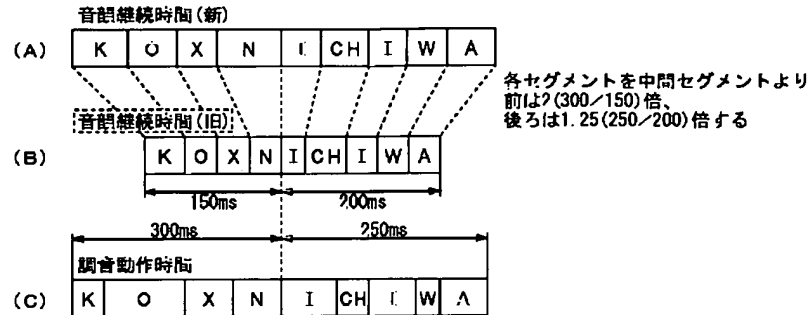 音韻継続時間(新)
(A) K O X N I CH I W A
各セグメントを中間セグメントより
前は2(300/150)倍、
後ろは1.25(250/200)倍する
音韻継続時間(旧)
(B) K O X N I CH I W A
150ms 200ms
300ms 250ms
調音動作時間
(C) K O X N I CH I W A